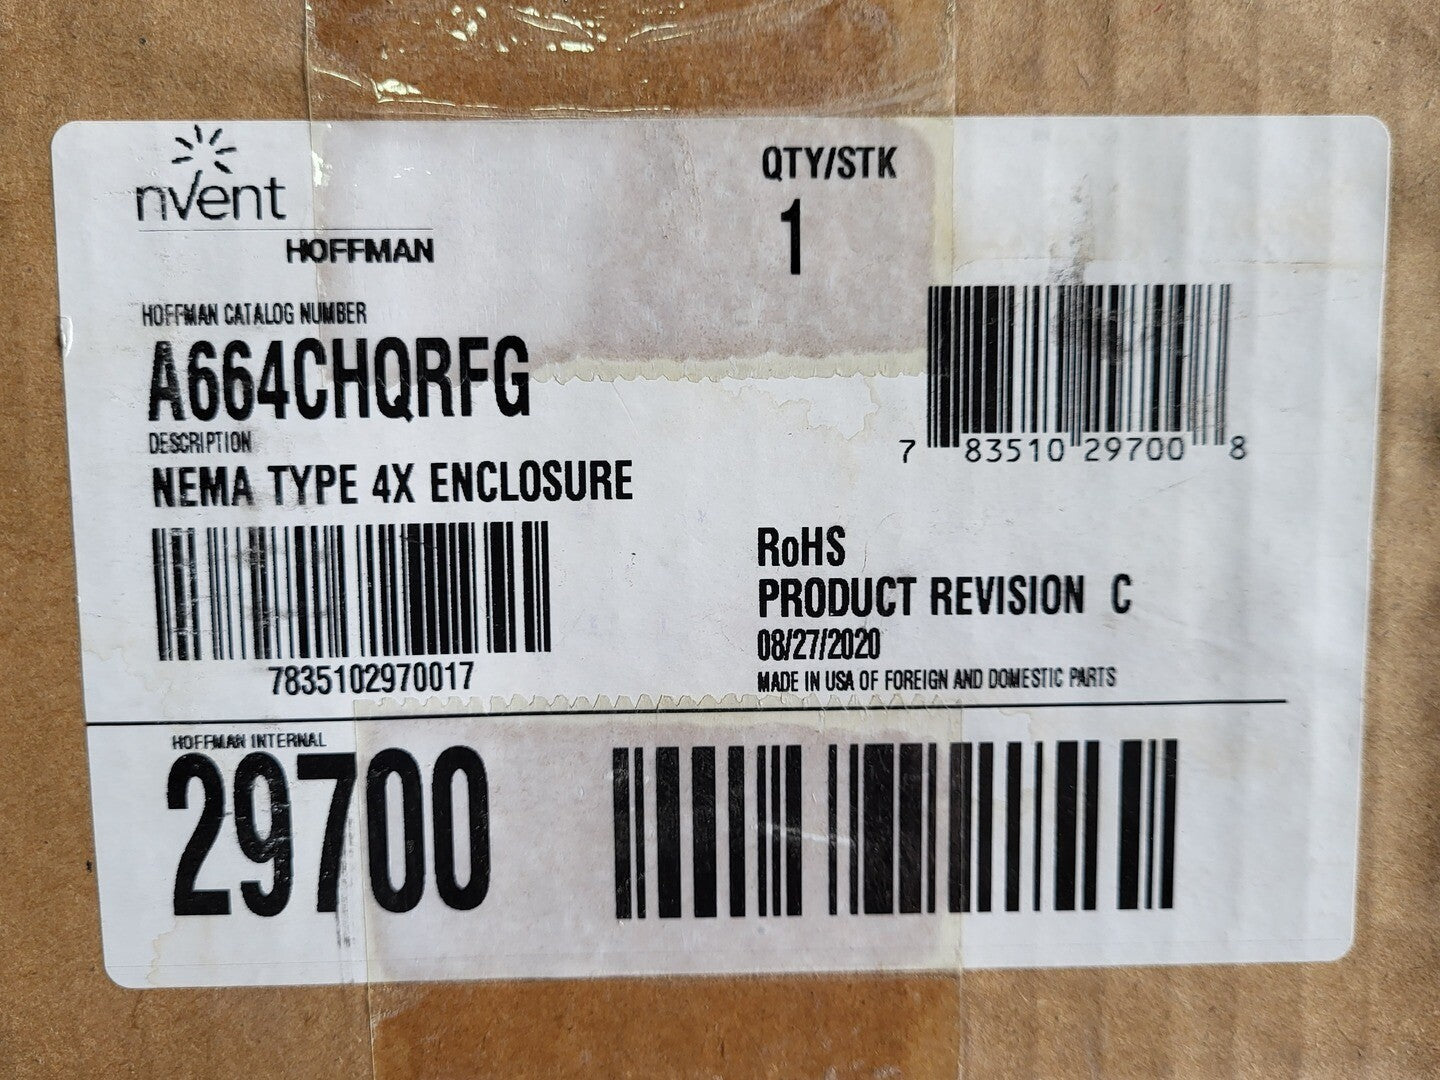 nvent
HOFFMAN
QTY/STK
1
HOFFMAN CATALOG NUMBER
A664CHQRFG
DESCRIPTION
NEMA TYPE 4X ENCLOSURE
7 83510 29700 8
7835102970017
RoHS
PRODUCT REVISION C
08/27/2020
MADE IN USA OF FOREIGN AND DOMESTIC PARTS
HOFFMAN INTERNAL
29700